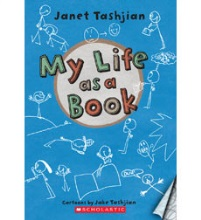 Janet Tashjian
My Life
as a
Book
Cartoons by Jake Tashjian
SCHOLASTIC